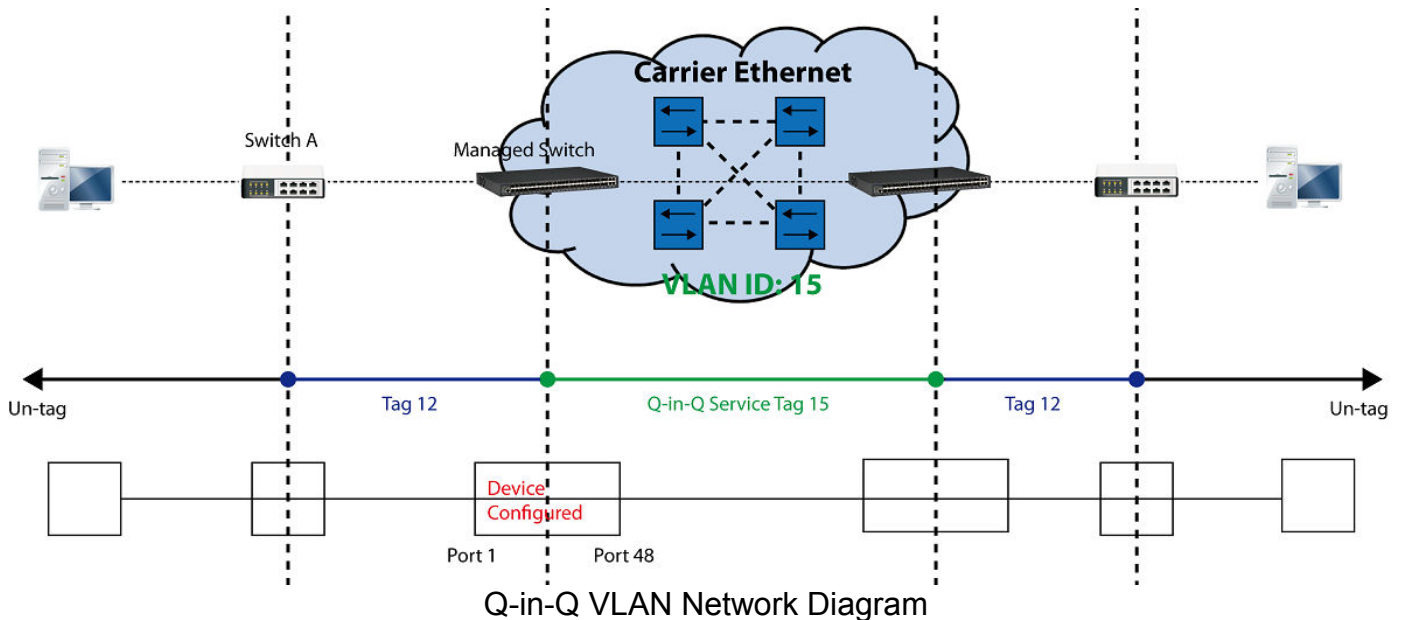 Carrier Ethernet
Switch A
Managed Switch
VLAN ID: 15
Un-tag
Tag 12
Q-in-Q Service Tag 15
Tag 12
Un-tag
Device
Configured
Port 1
Port 48
Q-in-Q VLAN Network Diagram